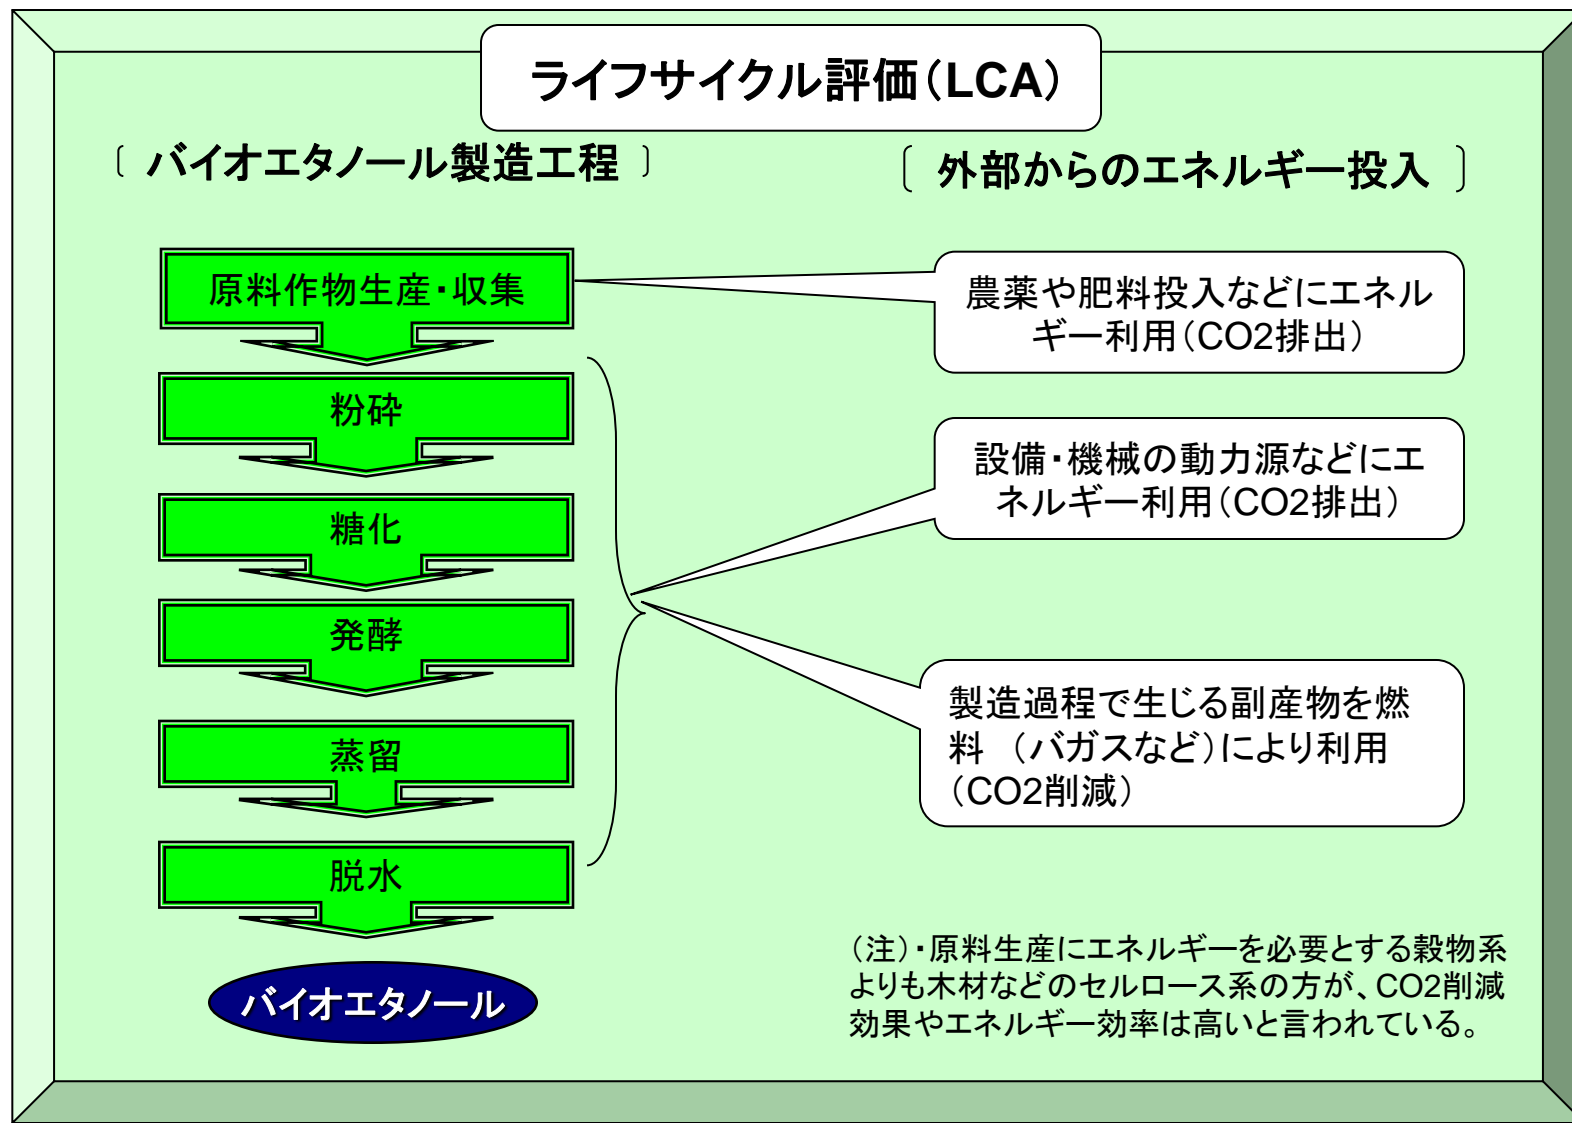 ライフサイクル評価（LCA）
〔 バイオエタノール製造工程 〕
〔 外部からのエネルギー投入 〕
原料作物生産・収集
粉砕
糖化
発酵
蒸留
脱水
バイオエタノール
農薬や肥料投入などにエネル
ギー利用（CO2排出）
設備・機械の動力源などにエ
ネルギー利用（CO2排出）
製造過程で生じる副産物を燃
料　（バガスなど）により利用
（CO2削減）
（注）・原料生産にエネルギーを必要とする穀物系
よりも木材などのセルロース系の方が、CO2削減
効果やエネルギー効率は高いと言われている。